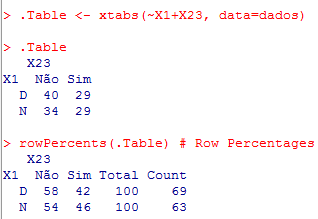 > .Table <- xtabs(~X1+X23, data=dados)
> .Table
X23
X1 Não Sim
D 40 29
N 34 29
> rowPercents(.Table) # Row Percentages
X23
X1 Não Sim Total Count
D 58 42 100 69
N 54 46 100 63